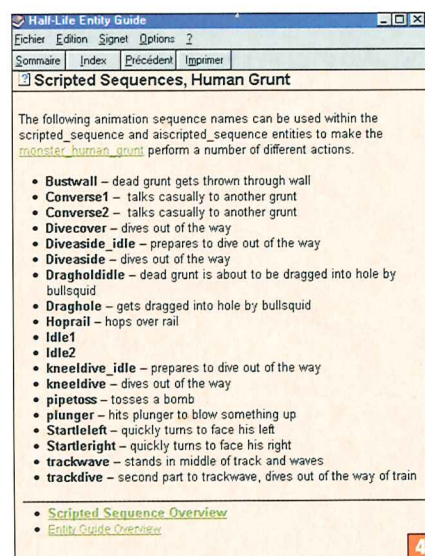 Half-Life Entity Guide
Fichier Edition Signet Options ?
Sommaire Index Précédent Imprimer
Scripted Sequences, Human Grunt
The following animation sequence names can be used within the
scripted_sequence and aiscripted_sequence entities to make the
monster_human_grunt perform a number of different actions.
• Bustwall – dead grunt gets thrown through wall
• Converse1 – talks casually to another grunt
• Converse2 – talks casually to another grunt
• Divecover – dives out of the way
• Diveaside_idle – prepares to dive out of the way
• Diveaside – dives out of the way
• Dragholdidle – dead grunt is about to be dragged into hole by
bullsquid
• Draghole – gets dragged into hole by bullsquid
• Hoprail – hops over rail
• Idle1
• Idle2
• kneeldive_idle – prepares to dive out of the way
• kneeldive – dives out of the way
• pipetoss – tosses a bomb
• plunger – hits plunger to blow something up
• Startleleft – quickly turns to face his left
• Startleright – quickly turns to face his right
• trackwave – stands in middle of track and waves
• trackdive – second part to trackwave, dives out of the way of train
• Scripted Sequence Overview
• Entity Guide Overview
4